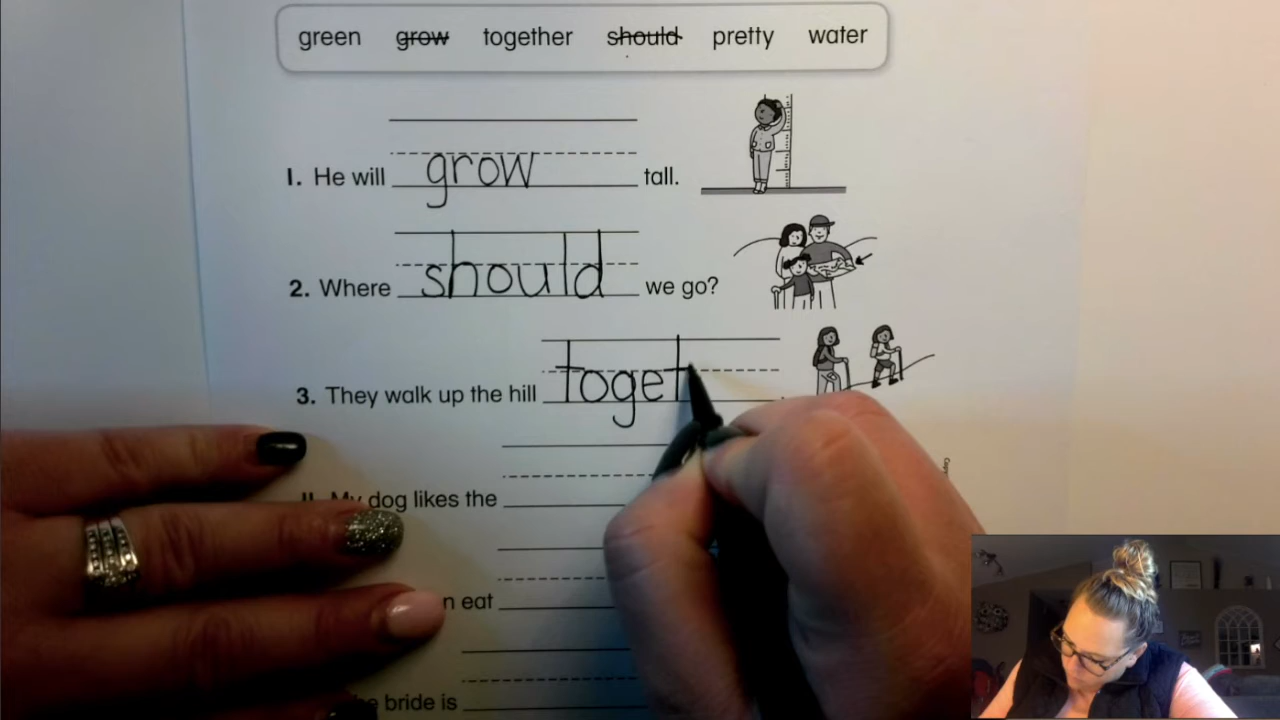 green grow together should pretty water
1. He will grow tall.
2. Where should we go?
3. They walk up the hill toget
My dog likes the
n eat
bride is